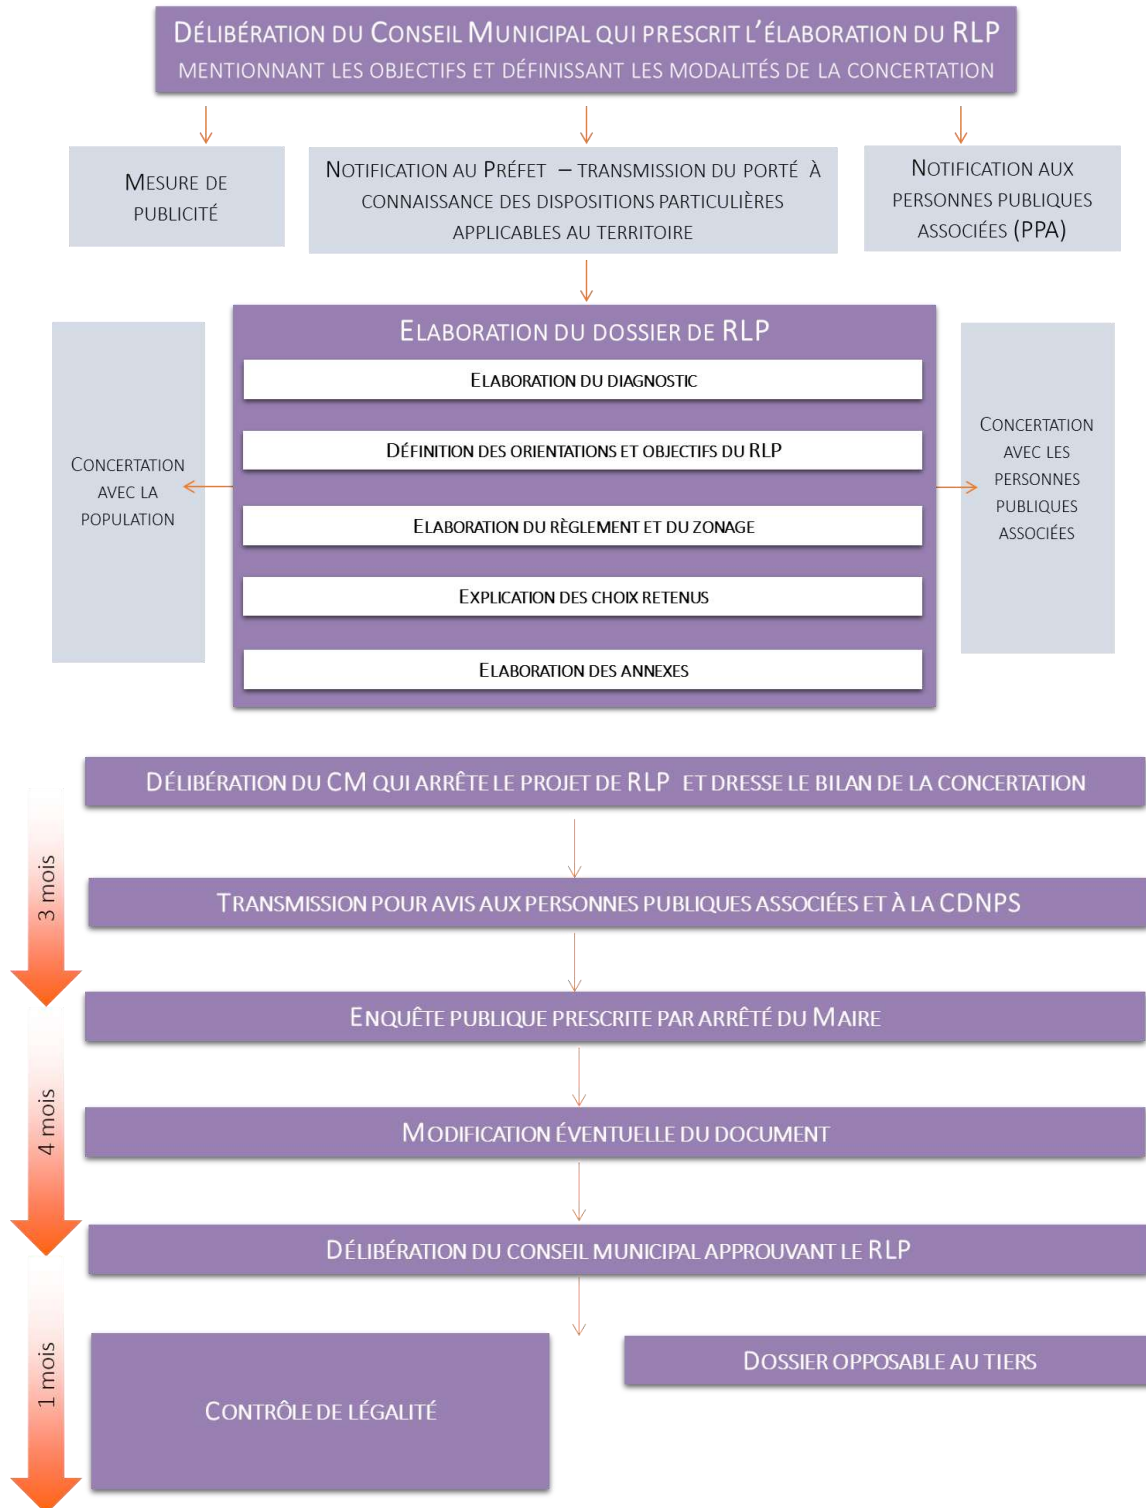 DÉLIBÉRATION DU CONSEIL MUNICIPAL QUI PRESCRIT L'ÉLABORATION DU RLP
MENTIONNANT LES OBJECTIFS ET DÉFINISSANT LES MODALITÉS DE LA CONCERTATION
MESURE DE
PUBLICITÉ
NOTIFICATION AU PRÉFET – TRANSMISSION DU PORTÉ À
CONNAISSANCE DES DISPOSITIONS PARTICULIÈRES
APPLICABLES AU TERRITOIRE
NOTIFICATION AUX
PERSONNES PUBLIQUES
ASSOCIÉES (PPA)
ELABORATION DU DOSSIER DE RLP
ELABORATION DU DIAGNOSTIC
DÉFINITION DES ORIENTATIONS ET OBJECTIFS DU RLP
ELABORATION DU RÈGLEMENT ET DU ZONAGE
EXPLICATION DES CHOIX RETENUS
ELABORATION DES ANNEXES
CONCERTATION
AVEC LA
POPULATION
CONCERTATION
AVEC LES
PERSONNES
PUBLIQUES
ASSOCIÉES
DÉLIBÉRATION DU CM QUI ARRÊTE LE PROJET DE RLP ET DRESSE LE BILAN DE LA CONCERTATION
3 mois
TRANSMISSION POUR AVIS AUX PERSONNES PUBLIQUES ASSOCIÉES ET À LA CDNPS
ENQUÊTE PUBLIQUE PRESCRITE PAR ARRÊTÉ DU MAIRE
4 mois
MODIFICATION ÉVENTUELLE DU DOCUMENT
DÉLIBÉRATION DU CONSEIL MUNICIPAL APPROUVANT LE RLP
1 mois
CONTRÔLE DE LÉGALITÉ
DOSSIER OPPOSABLE AU TIERS